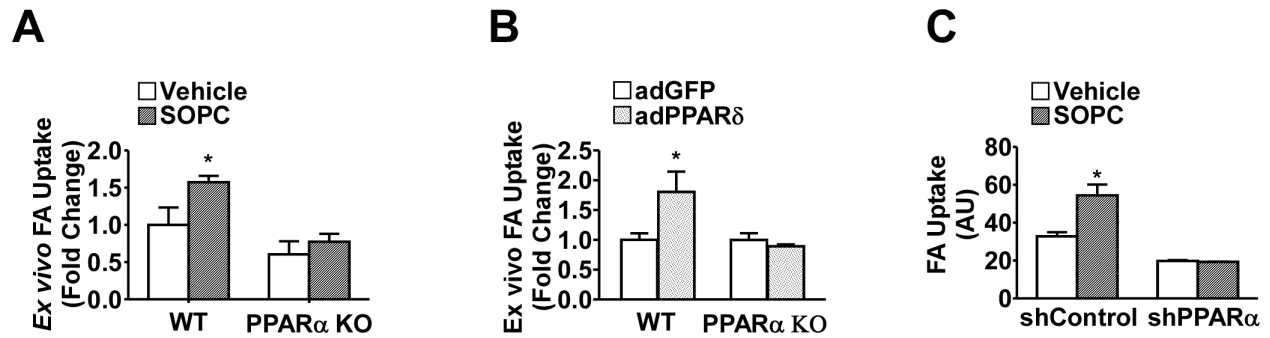 A
Vehicle
SOPC
Ex vivo FA Uptake
(Fold Change)
2.0
1.5
1.0
0.5
0.0
*
WT
PPARα KO
B
adGFP
adPPARδ
Ex vivo FA Uptake
(Fold Change)
2.5
2.0
1.5
1.0
0.5
0.0
*
WT
PPARα KO
C
Vehicle
SOPC
FA Uptake
(AU)
80
60
40
20
0
*
shControl
shPPARα